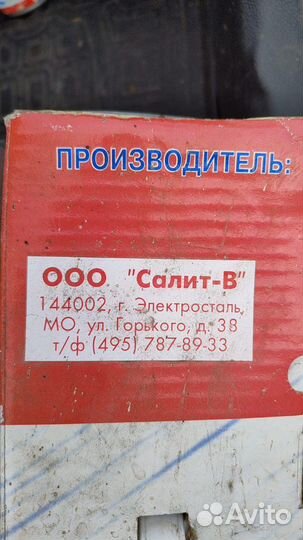 ПРОИЗВОДИТЕЛЬ:
ООО "Салит-В"
144002, г. Электросталь,
МО, ул. Горького, д. 38
т/ф (495) 787-89-33
Avito